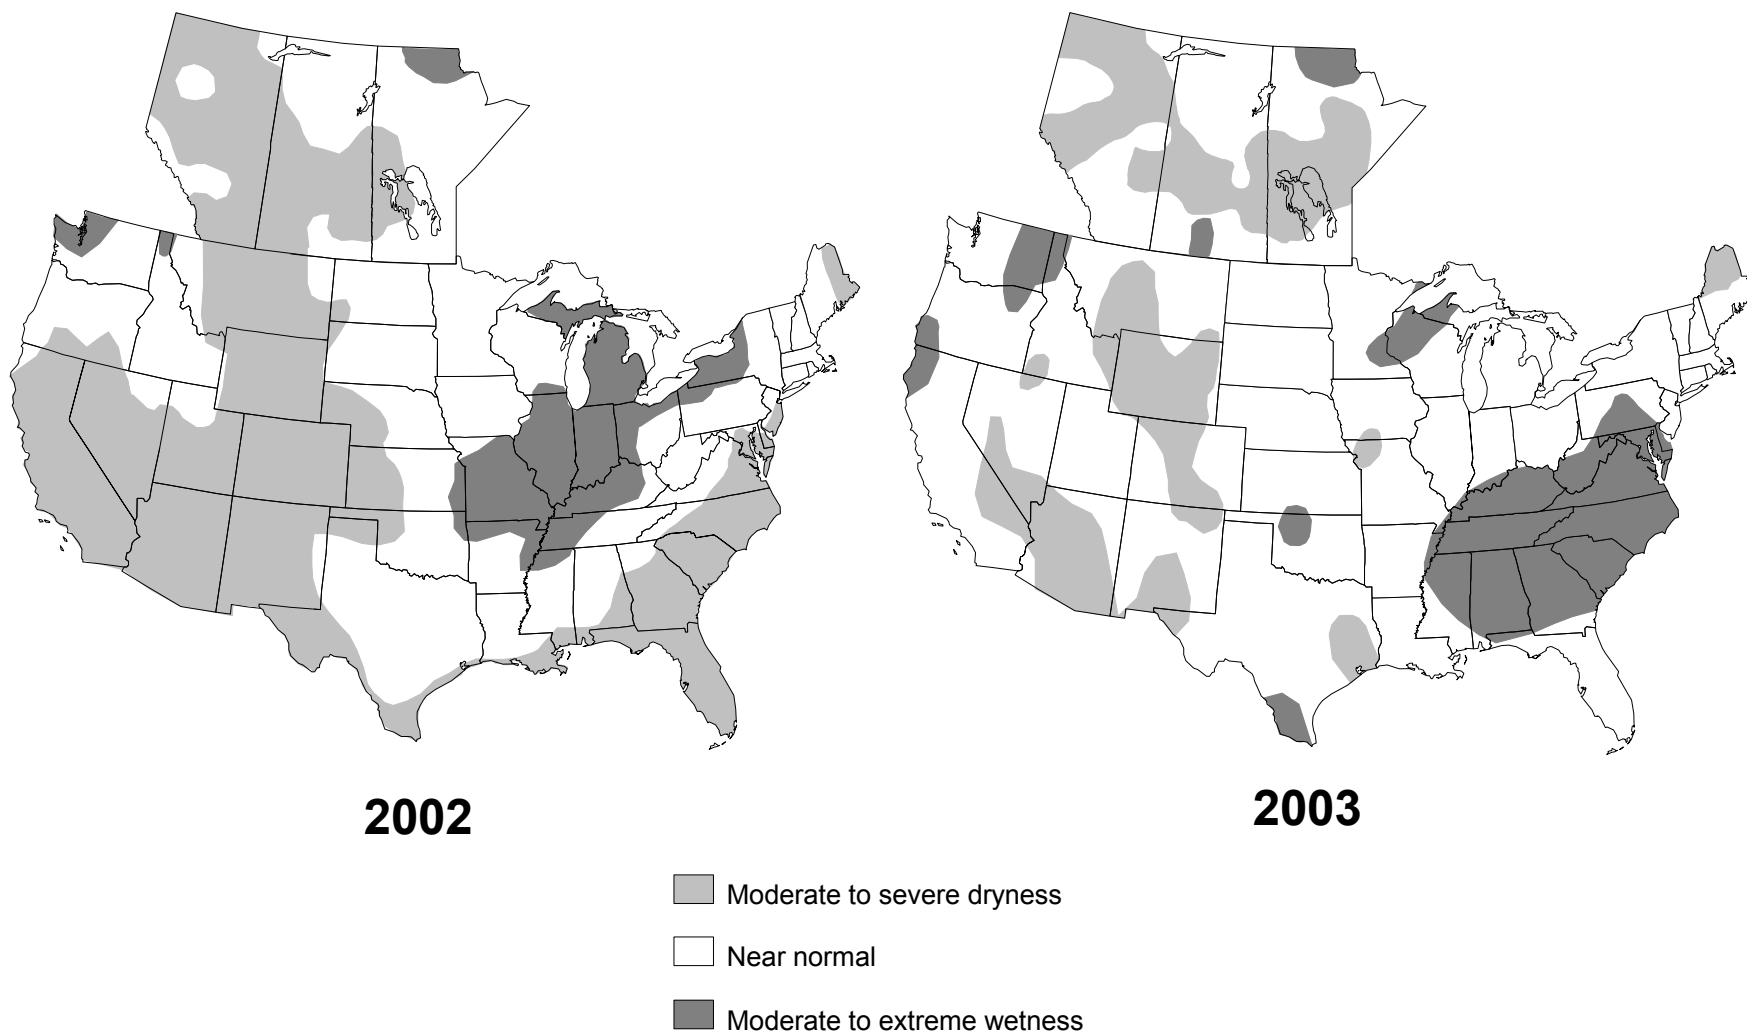 2002
2003
Moderate to severe dryness
Near normal
Moderate to extreme wetness